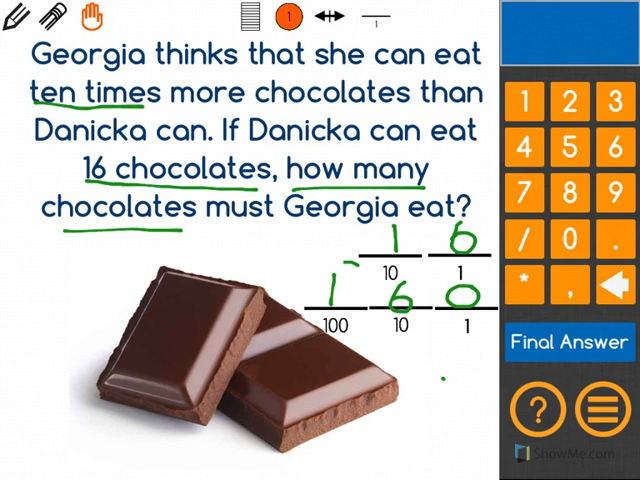 1
1
Georgia thinks that she can eat
ten times more chocolates than
Danicka can. If Danicka can eat
16 chocolates, how many
chocolates must Georgia eat?
1 6
10 1
1 6 0
100 10 1
1 2 3
4 5 6
7 8 9
/ 0 .
* ,
Final Answer
?
ShowMe.com